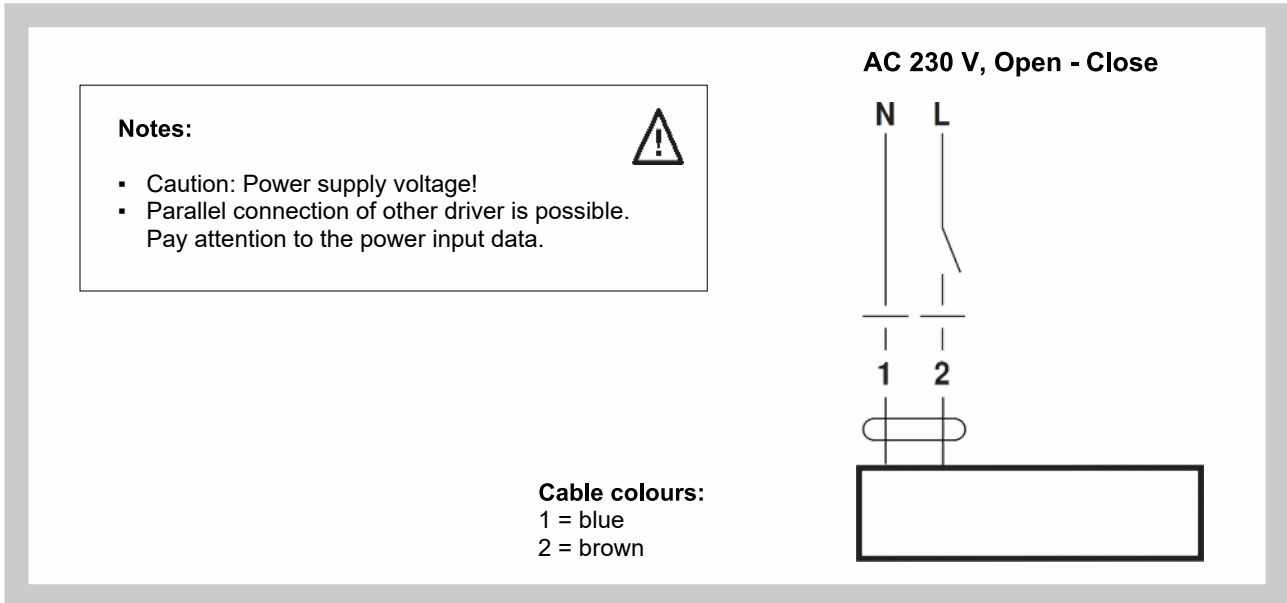 Notes:
▪ Caution: Power supply voltage!
▪ Parallel connection of other driver is possible.
Pay attention to the power input data.
AC 230 V, Open - Close
N L
1 2
Cable colours:
1 = blue
2 = brown